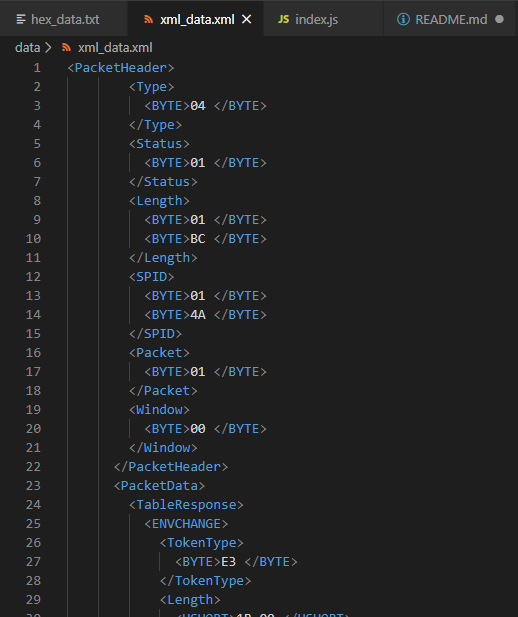 hex_data.txt xml_data.xml JS index.js README.md
data > xml_data.xml
1 <PacketHeader>
2 <Type>
3 <BYTE>04 </BYTE>
4 </Type>
5 <Status>
6 <BYTE>01 </BYTE>
7 </Status>
8 <Length>
9 <BYTE>01 </BYTE>
10 <BYTE>BC </BYTE>
11 </Length>
12 <SPID>
13 <BYTE>01 </BYTE>
14 <BYTE>4A </BYTE>
15 </SPID>
16 <Packet>
17 <BYTE>01 </BYTE>
18 </Packet>
19 <Window>
20 <BYTE>00 </BYTE>
21 </Window>
22 </PacketHeader>
23 <PacketData>
24 <TableResponse>
25 <ENVCHANGE>
26 <TokenType>
27 <BYTE>E3 </BYTE>
28 </TokenType>
29 <Length>
30 <USHORT>1B 00 </USHORT>